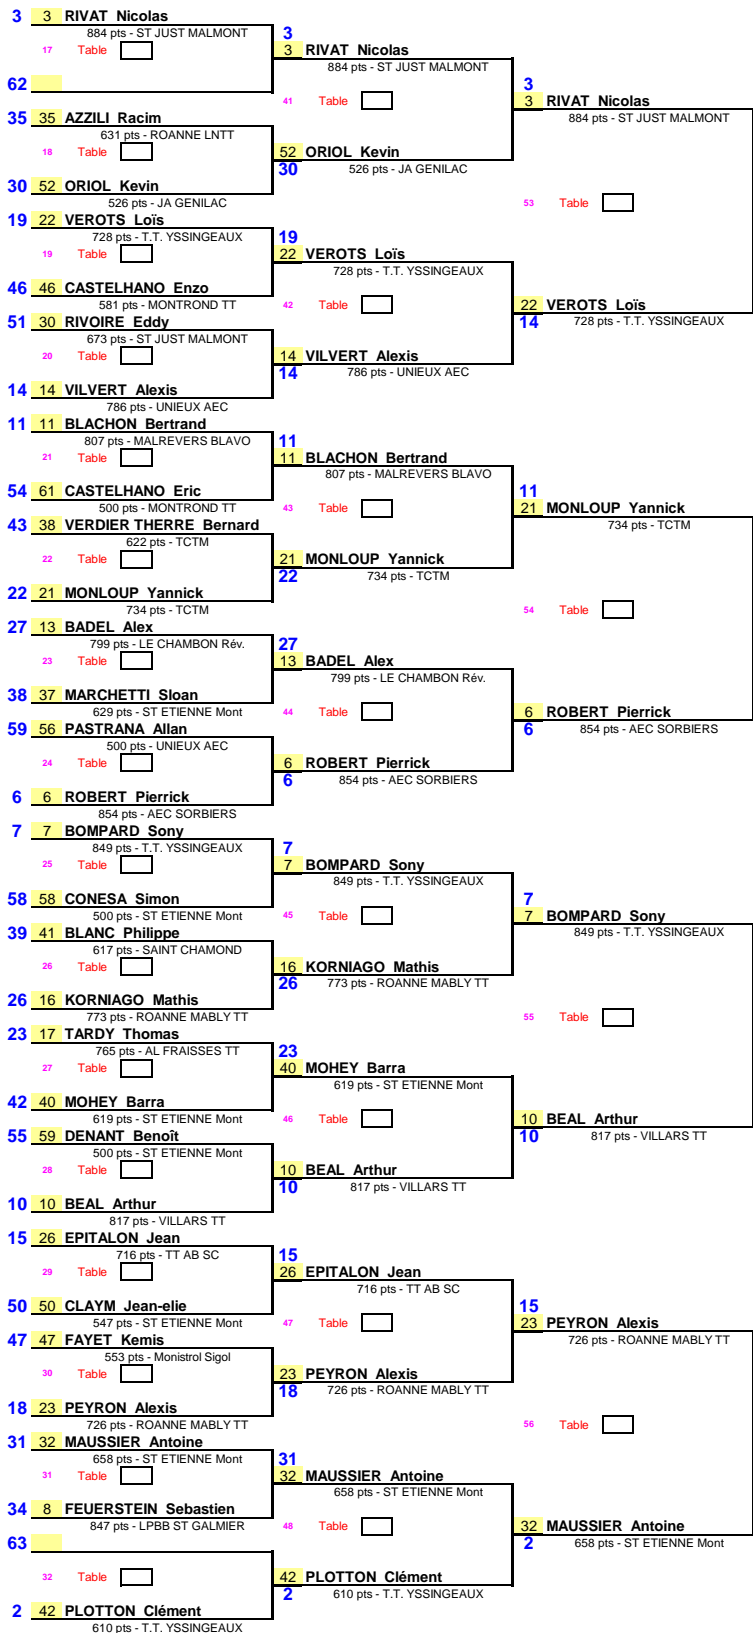 3 3 RIVAT Nicolas
884 pts - ST JUST MALMONT
17 Table
62
35 35 AZZILI Racim
631 pts - ROANNE LNTT
18 Table
30 52 ORIOL Kevin
526 pts - JA GENILAC
19 22 VEROTS Loïs
728 pts - T.T. YSSINGEAUX
19 Table
46 46 CASTELHANO Enzo
581 pts - MONTROND TT
51 30 RIVOIRE Eddy
673 pts - ST JUST MALMONT
20 Table
14 14 VILVERT Alexis
786 pts - UNIEUX AEC
11 11 BLACHON Bertrand
807 pts - MALREVERS BLAVO
21 Table
54 61 CASTELHANO Eric
500 pts - MONTROND TT
43 38 VERDIER THERRE Bernard
622 pts - TCTM
22 Table
22 21 MONLOUP Yannick
734 pts - TCTM
27 13 BADEL Alex
799 pts - LE CHAMBON Rév.
23 Table
38 37 MARCHETTI Sloan
629 pts - ST ETIENNE Mont
59 56 PASTRANA Allan
500 pts - UNIEUX AEC
24 Table
6 6 ROBERT Pierrick
854 pts - AEC SORBIERS
7 7 BOMPARD Sony
849 pts - T.T. YSSINGEAUX
25 Table
58 58 CONESA Simon
500 pts - ST ETIENNE Mont
39 41 BLANC Philippe
617 pts - SAINT CHAMOND
26 Table
26 16 KORNIAGO Mathis
773 pts - ROANNE MABLY TT
23 17 TARDY Thomas
765 pts - AL FRAISSES TT
27 Table
42 40 MOHEY Barra
619 pts - ST ETIENNE Mont
55 59 DENANT Benoît
500 pts - ST ETIENNE Mont
28 Table
10 10 BEAL Arthur
817 pts - VILLARS TT
15 26 EPITALON Jean
716 pts - TT AB SC
29 Table
50 50 CLAYM Jean-elie
547 pts - ST ETIENNE Mont
47 47 FAYET Kemis
553 pts - Monistrol Sigol
30 Table
18 23 PEYRON Alexis
726 pts - ROANNE MABLY TT
31 32 MAUSSIER Antoine
658 pts - ST ETIENNE Mont
31 Table
34 8 FEUERSTEIN Sebastien
847 pts - LPBB ST GALMIER
63
32 Table
2 42 PLOTTON Clément
610 pts - T.T. YSSINGEAUX
3
3 RIVAT Nicolas
884 pts - ST JUST MALMONT
41 Table
52 ORIOL Kevin
30
526 pts - JA GENILAC
19
22 VEROTS Loïs
728 pts - T.T. YSSINGEAUX
42 Table
14 VILVERT Alexis
14
786 pts - UNIEUX AEC
11
11 BLACHON Bertrand
807 pts - MALREVERS BLAVO
43 Table
21 MONLOUP Yannick
22
734 pts - TCTM
27
13 BADEL Alex
799 pts - LE CHAMBON Rév.
44 Table
6 ROBERT Pierrick
6
854 pts - AEC SORBIERS
7
7 BOMPARD Sony
849 pts - T.T. YSSINGEAUX
45 Table
16 KORNIAGO Mathis
26
773 pts - ROANNE MABLY TT
23
40 MOHEY Barra
619 pts - ST ETIENNE Mont
46 Table
10 BEAL Arthur
10
817 pts - VILLARS TT
15
26 EPITALON Jean
716 pts - TT AB SC
47 Table
23 PEYRON Alexis
18
726 pts - ROANNE MABLY TT
31
32 MAUSSIER Antoine
658 pts - ST ETIENNE Mont
48 Table
42 PLOTTON Clément
2
610 pts - T.T. YSSINGEAUX
3
3 RIVAT Nicolas
884 pts - ST JUST MALMONT
53 Table
22 VEROTS Loïs
14
728 pts - T.T. YSSINGEAUX
11
21 MONLOUP Yannick
734 pts - TCTM
54 Table
6 ROBERT Pierrick
6
854 pts - AEC SORBIERS
7
7 BOMPARD Sony
849 pts - T.T. YSSINGEAUX
55 Table
10 BEAL Arthur
10
817 pts - VILLARS TT
15
23 PEYRON Alexis
726 pts - ROANNE MABLY TT
56 Table
32 MAUSSIER Antoine
2
658 pts - ST ETIENNE Mont